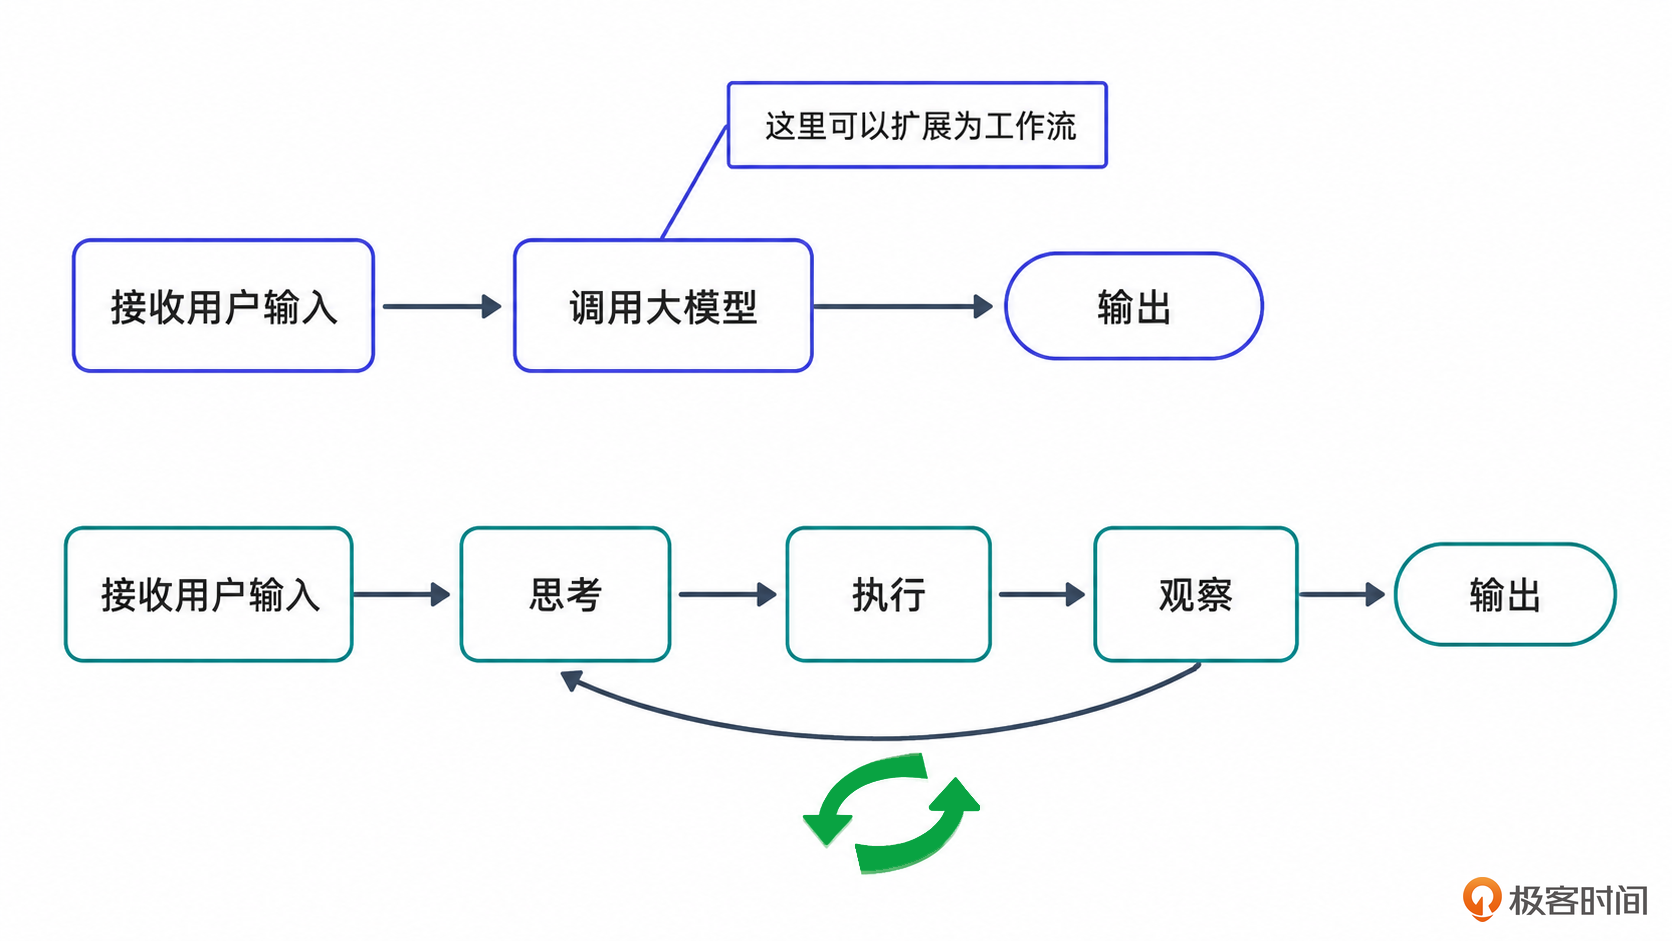 这里可以扩展为工作流
接收用户输入
调用大模型
输出
接收用户输入
思考
执行
观察
输出
极客时间